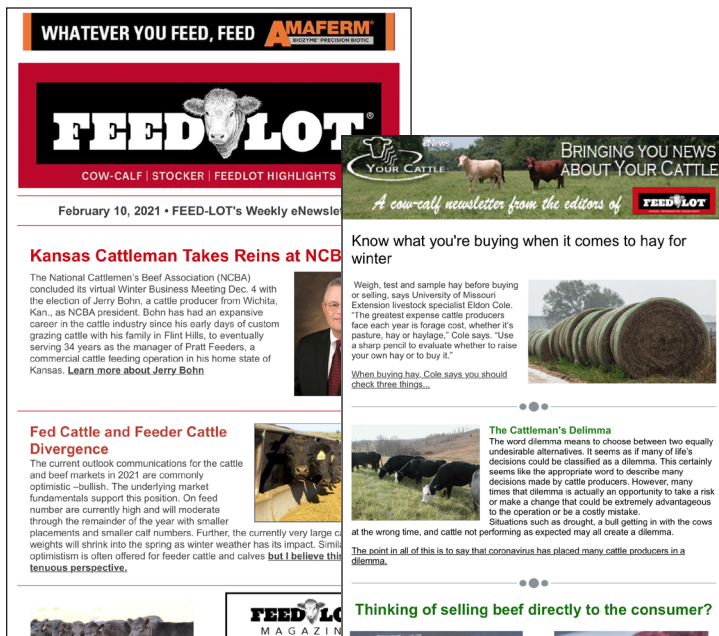 WHATEVER YOU FEED, FEED AMAFERM®
BIOZYME® PRECISION BIOTIC
FEED LOT®
COW-CALF | STOCKER | FEEDLOT HIGHLIGHTS
February 10, 2021 • FEED-LOT's Weekly eNewsle
Kansas Cattleman Takes Reins at NCB
The National Cattlemen's Beef Association (NCBA)
concluded its virtual Winter Business Meeting Dec. 4 with
the election of Jerry Bohn, a cattle producer from Wichita,
Kan., as NCBA president. Bohn has had an expansive
career in the cattle industry since his early days of custom
grazing cattle with his family in Flint Hills, to eventually
serving 34 years as the manager of Pratt Feeders, a
commercial cattle feeding operation in his home state of
Kansas. Learn more about Jerry Bohn
Fed Cattle and Feeder Cattle
Divergence
The current outlook communications for the cattle
and beef markets in 2021 are commonly
optimistic –bullish. The underlying market
fundamentals support this position. On feed
number are currently high and will moderate
through the remainder of the year with smaller
placements and smaller calf numbers. Further, the currently very large ca
weights will shrink into the spring as winter weather has its impact. Simila
optimistism is often offered for feeder cattle and calves but I believe this
tenuous perspective.
FEED LO
MAGAZIN
eNews
YOUR CATTLE
BRINGING YOU NEWS
ABOUT YOUR CATTLE
A cow-calf newsletter from the editors of FEED LOT
Know what you're buying when it comes to hay for
winter
Weigh, test and sample hay before buying
or selling, says University of Missouri
Extension livestock specialist Eldon Cole.
"The greatest expense cattle producers
face each year is forage cost, whether it's
pasture, hay or haylage," Cole says. "Use
a sharp pencil to evaluate whether to raise
your own hay or to buy it."
When buying hay, Cole says you should
check three things...
The Cattleman's Delimma
The word dilemma means to choose between two equally
undesirable alternatives. It seems as if many of life's
decisions could be classified as a dilemma. This certainly
seems like the appropriate word to describe many
decisions made by cattle producers. However, many
times that dilemma is actually an opportunity to take a risk
or make a change that could be extremely advantageous
to the operation or be a costly mistake.
Situations such as drought, a bull getting in with the cows
at the wrong time, and cattle not performing as expected may all create a dilemma.
The point in all of this is to say that coronavirus has placed many cattle producers in a
dilemma.
Thinking of selling beef directly to the consumer?